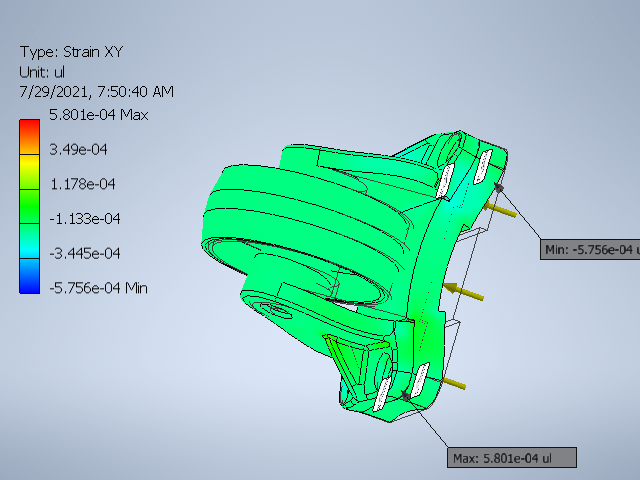 Type: Strain XY
Unit: ul
7/29/2021, 7:50:40 AM
5.801e-04 Max
3.49e-04
1.178e-04
-1.133e-04
-3.445e-04
-5.756e-04 Min
Min: -5.756e-04 u
Max: 5.801e-04 ul